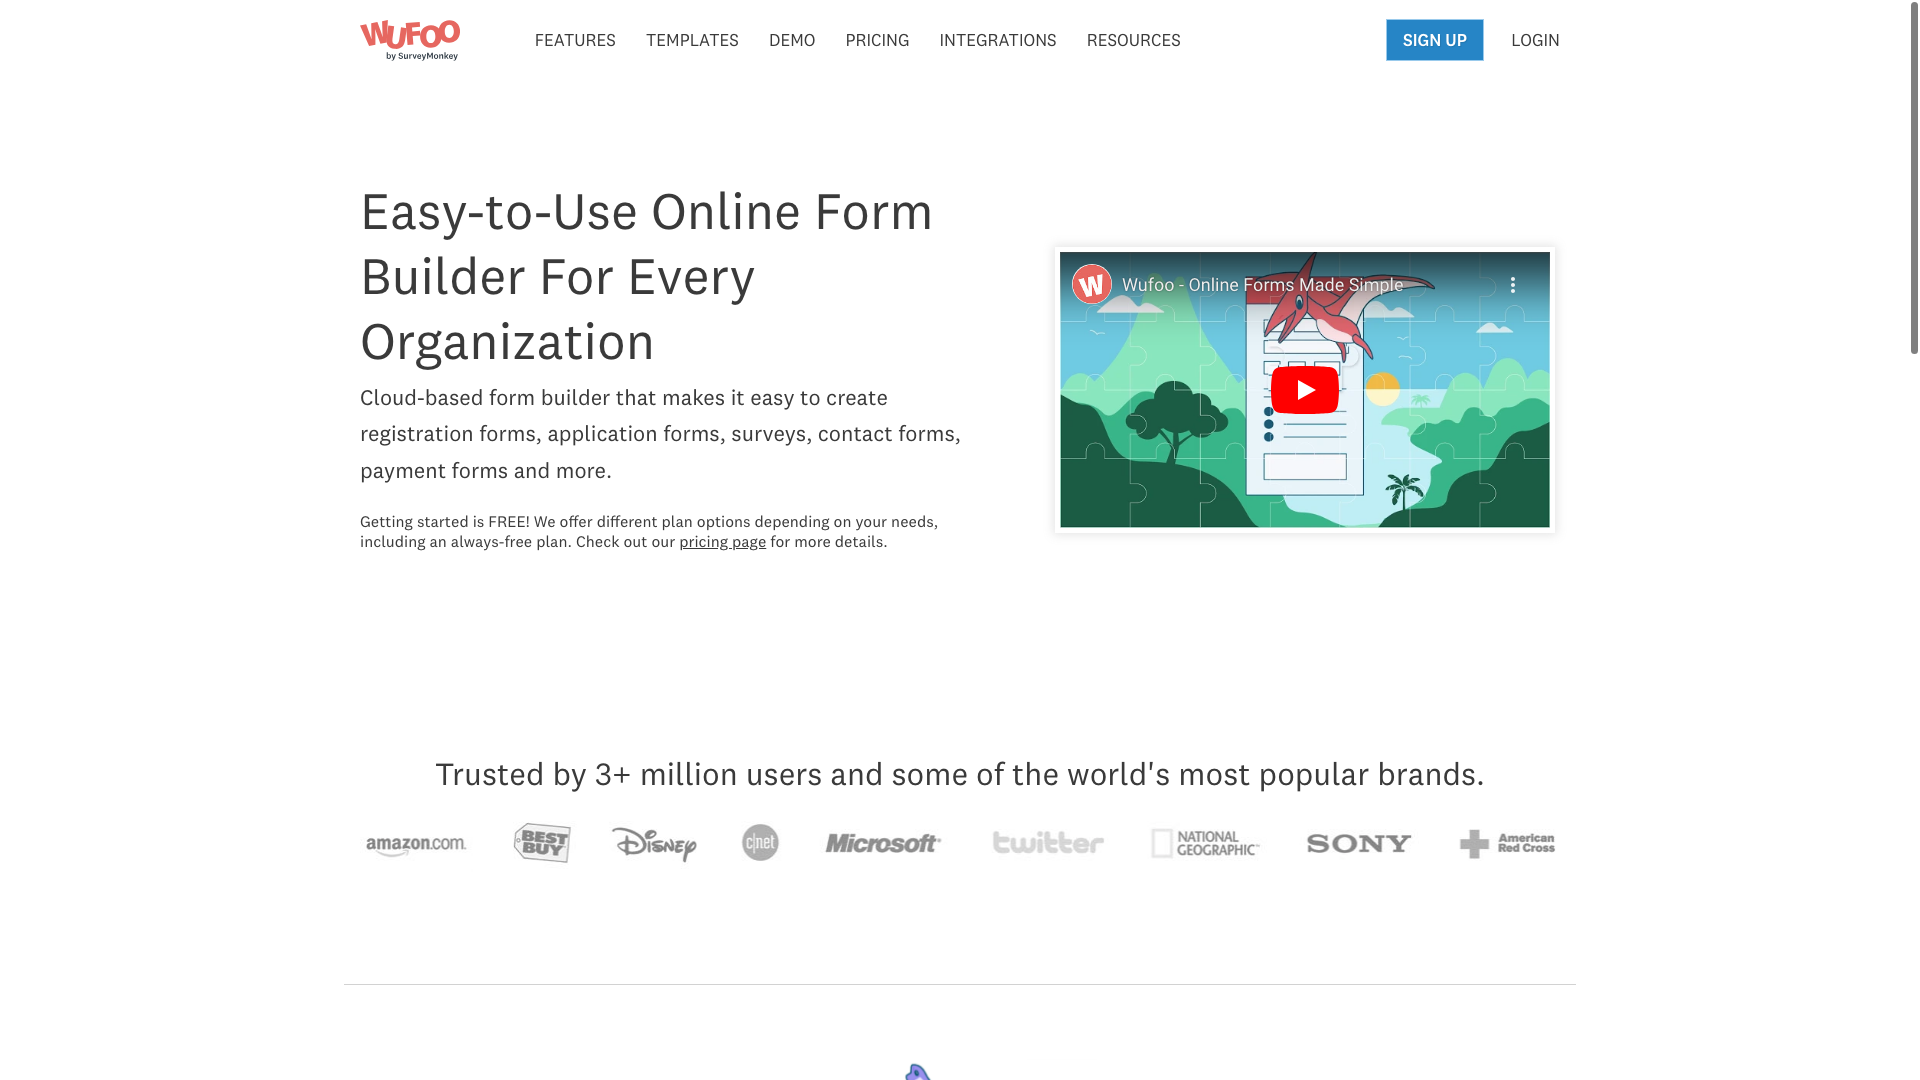 WUFOO
by SurveyMonkey
FEATURES TEMPLATES DEMO PRICING INTEGRATIONS RESOURCES SIGN UP LOGIN
Easy-to-Use Online Form
Builder For Every
Organization
Cloud-based form builder that makes it easy to create
registration forms, application forms, surveys, contact forms,
payment forms and more.
Getting started is FREE! We offer different plan options depending on your needs,
including an always-free plan. Check out our pricing page for more details.
W Wufoo - Online Forms Made Simple
Trusted by 3+ million users and some of the world's most popular brands.
amazon.com
BEST
BUY
Disney
c|net
Microsoft
twitter
NATIONAL
GEOGRAPHIC™
SONY
American
Red Cross